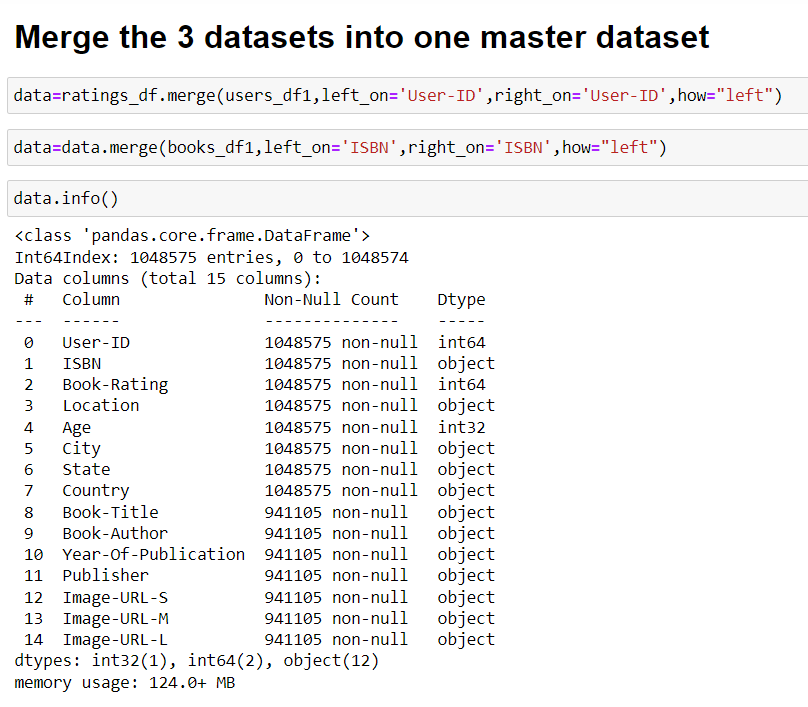 Merge the 3 datasets into one master dataset
data=ratings_df.merge(users_df1,left_on='User-ID',right_on='User-ID',how="left")
data=data.merge(books_df1,left_on='ISBN',right_on='ISBN',how="left")
data.info()
<class 'pandas.core.frame.DataFrame'>
Int64Index: 1048575 entries, 0 to 1048574
Data columns (total 15 columns):
 #   Column               Non-Null Count    Dtype
---  ------               --------------    -----
 0   User-ID              1048575 non-null  int64
 1   ISBN                 1048575 non-null  object
 2   Book-Rating          1048575 non-null  int64
 3   Location             1048575 non-null  object
 4   Age                  1048575 non-null  int32
 5   City                 1048575 non-null  object
 6   State                1048575 non-null  object
 7   Country              1048575 non-null  object
 8   Book-Title           941105 non-null   object
 9   Book-Author          941105 non-null   object
 10  Year-Of-Publication  941105 non-null   object
 11  Publisher            941105 non-null   object
 12  Image-URL-S          941105 non-null   object
 13  Image-URL-M          941105 non-null   object
 14  Image-URL-L          941105 non-null   object
dtypes: int32(1), int64(2), object(12)
memory usage: 124.0+ MB